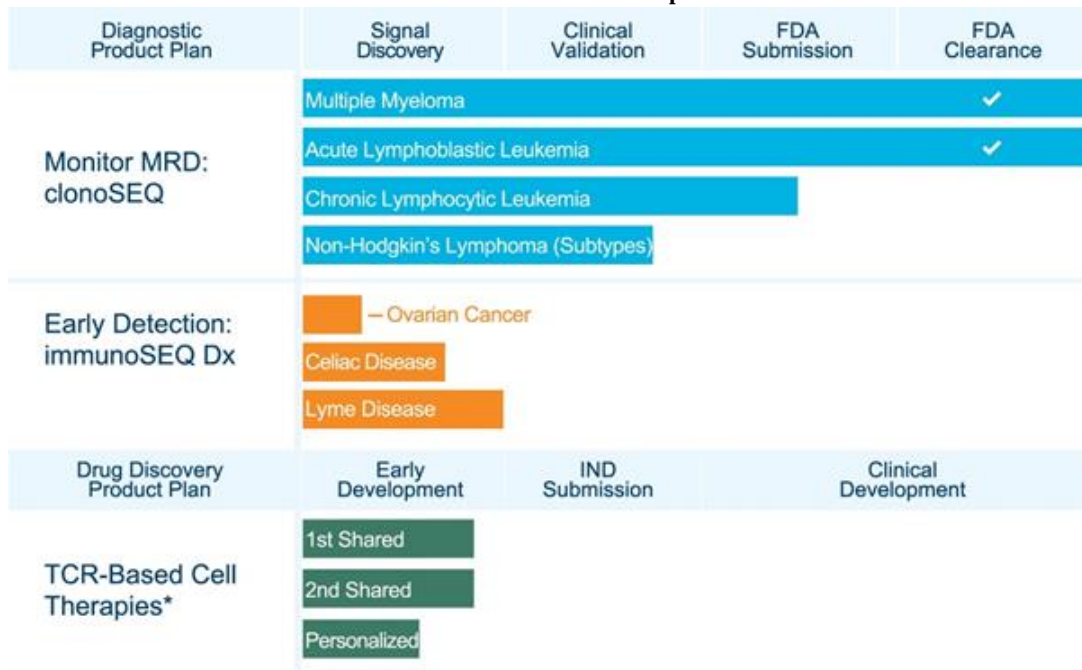 Diagnostic
Product Plan
Signal
Discovery
Clinical
Validation
FDA
Submission
FDA
Clearance
Monitor MRD:
clonoSEQ
Multiple Myeloma
Acute Lymphoblastic Leukemia
Chronic Lymphocytic Leukemia
Non-Hodgkin's Lymphoma (Subtypes)
Early Detection:
immunoSEQ Dx
Ovarian Cancer
Celiac Disease
Lyme Disease
Drug Discovery
Product Plan
Early
Development
IND
Submission
Clinical
Development
TCR-Based Cell
Therapies*
1st Shared
2nd Shared
Personalized